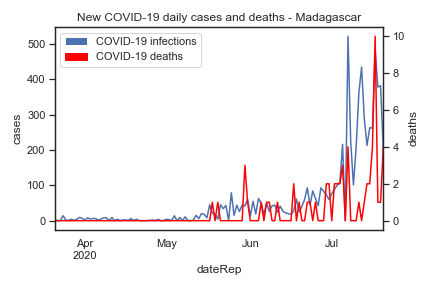 New COVID-19 daily cases and deaths - Madagascar
COVID-19 infections
COVID-19 deaths
500
400
300
200
100
0
cases
10
8
6
4
2
0
deaths
Apr
2020
May
Jun
Jul
dateRep